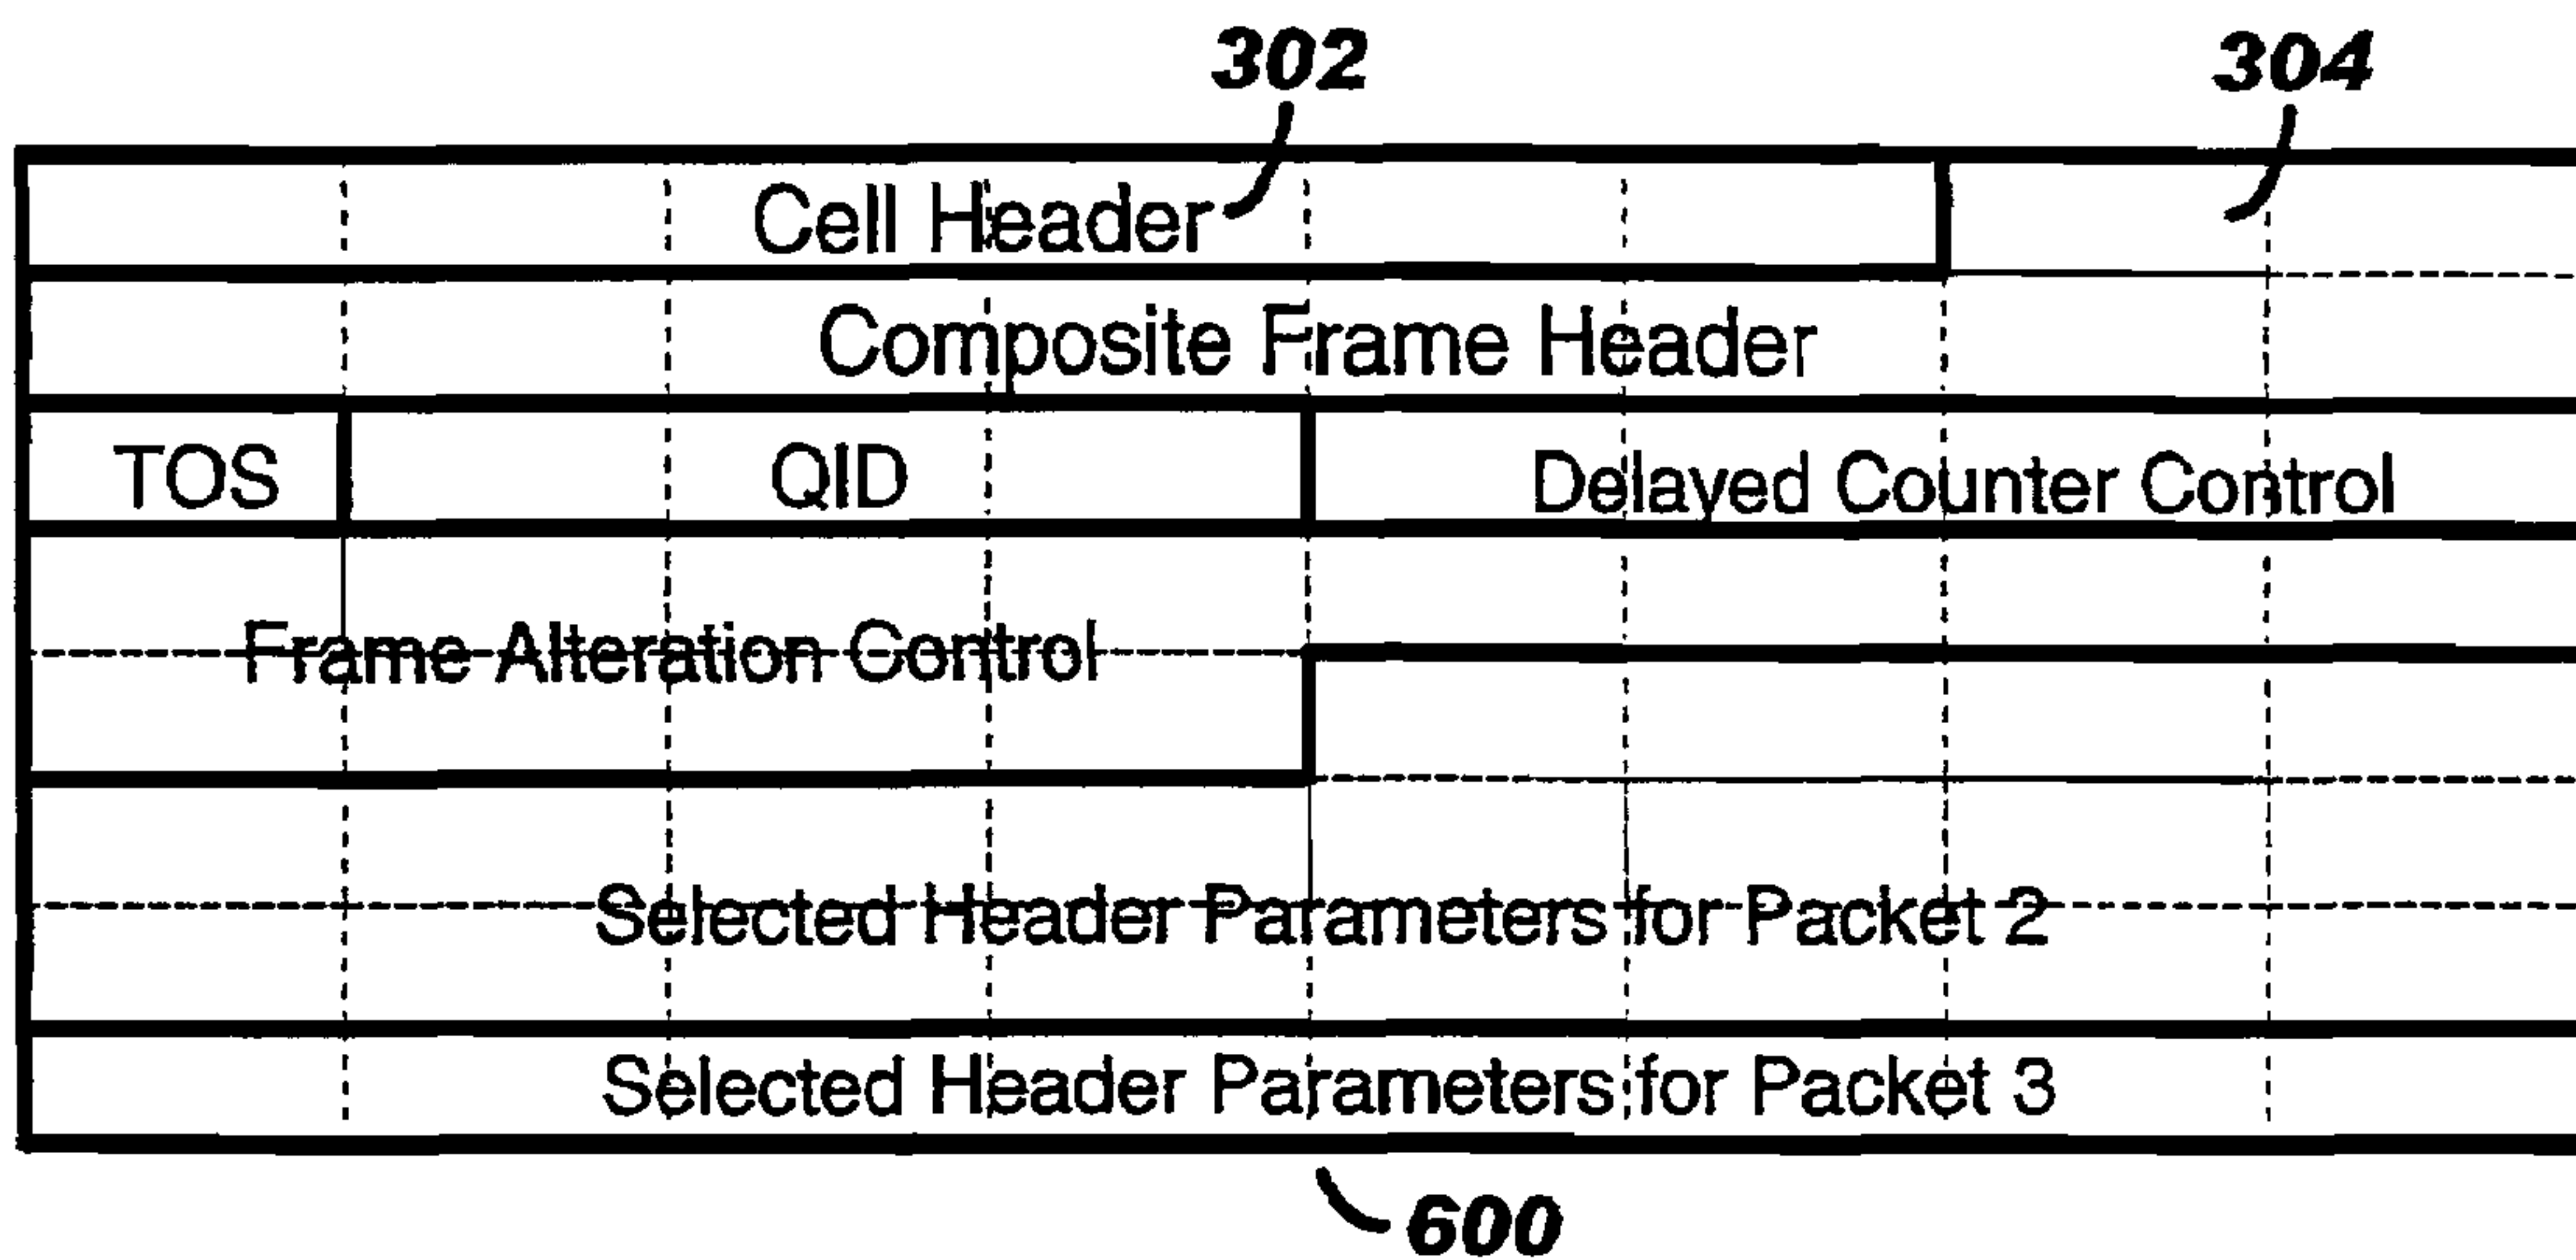 302 304
Cell Header
Composite Frame Header
TOS QID Delayed Counter Control
Frame Alteration Control
Selected Header Parameters for Packet 2
Selected Header Parameters for Packet 3
600